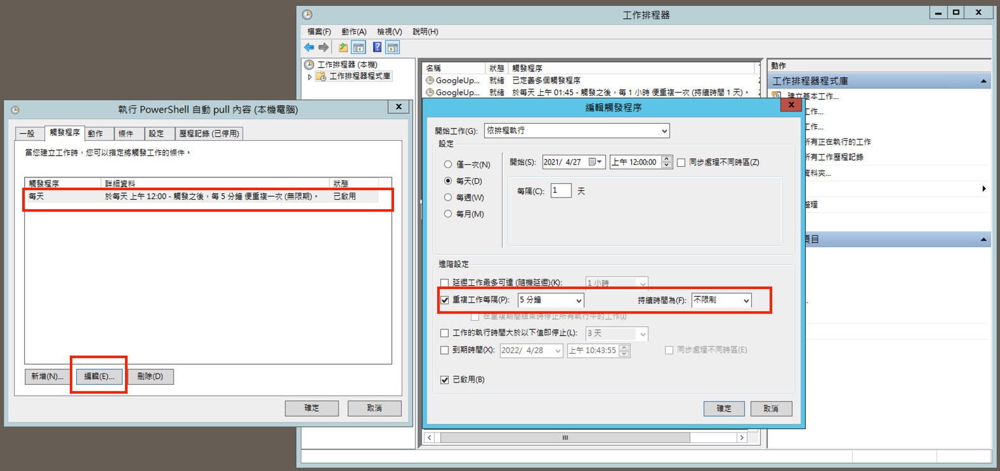 工作排程器
檔案(F) 動作(A) 檢視(V) 說明(H)
工作排程器 (本機)
工作排程器程式庫
名稱 狀態 觸發程序
GoogleUp... 就緒 已定義多個觸發程序
GoogleUp... 就緒 於每天 上午 01:45 - 觸發之後，每 1 小時 便重複一次 (持續時間 1 天)。
動作
工作排程器程式庫
建立基本工作...
工作...
工作...
所有正在執行的工作
所有工作歷程記錄
資料夾...
整理
項目
執行 PowerShell 自動 pull 內容 (本機電腦)
一般 觸發程序 動作 條件 設定 歷程記錄 (已停用)
當您建立工作時，您可以指定將觸發工作的條件。
觸發程序 詳細資料 狀態
每天 於每天 上午 12:00 - 觸發之後，每 5 分鐘 便重複一次 (無限期)。 已啟用
新增(N)... 編輯(E)... 刪除(D)
確定 取消
編輯觸發程序
開始工作(G): 依排程執行
設定
僅一次(N)
每天(D)
每週(W)
每月(M)
開始(S): 2021/ 4/27 上午 12:00:00 同步處理不同時區(Z)
每隔(C): 1 天
進階設定
延遲工作最多可達 (隨機延遲)(K): 1 小時
重複工作每隔(P): 5 分鐘 持續時間為(F): 不限制
在重複期間結束時停止所有執行中的工作(I)
工作的執行時間大於以下值即停止(L): 3 天
到期時間(X): 2022/ 4/28 上午 10:43:55 同步處理不同時區(E)
已啟用(B)
確定 取消